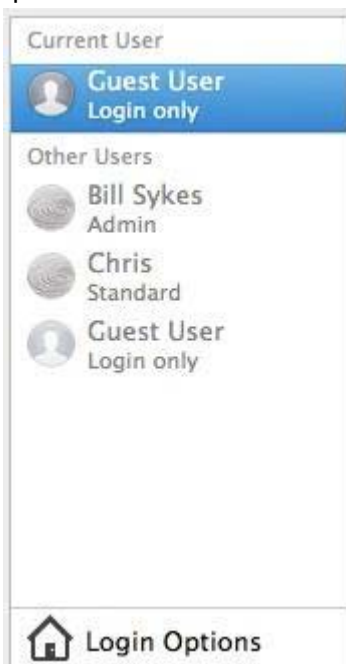 Current User
Guest User
Login only
Other Users
Bill Sykes
Admin
Chris
Standard
Guest User
Login only
Login Options